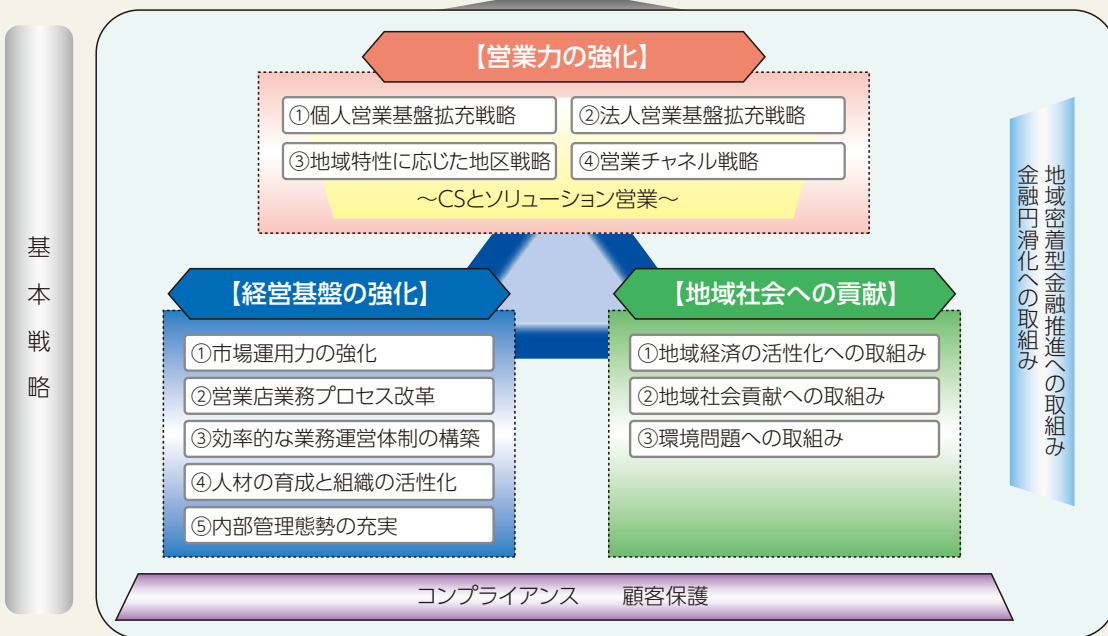 基本戦略
【営業力の強化】
①個人営業基盤拡充戦略
②法人営業基盤拡充戦略
③地域特性に応じた地区戦略
④営業チャネル戦略
～CSとソリューション営業～
【経営基盤の強化】
①市場運用力の強化
②営業店業務プロセス改革
③効率的な業務運営体制の構築
④人材の育成と組織の活性化
⑤内部管理態勢の充実
【地域社会への貢献】
①地域経済の活性化への取組み
②地域社会貢献への取組み
③環境問題への取組み
地域密着型金融推進への取組み
金融円滑化への取組み
コンプライアンス　顧客保護